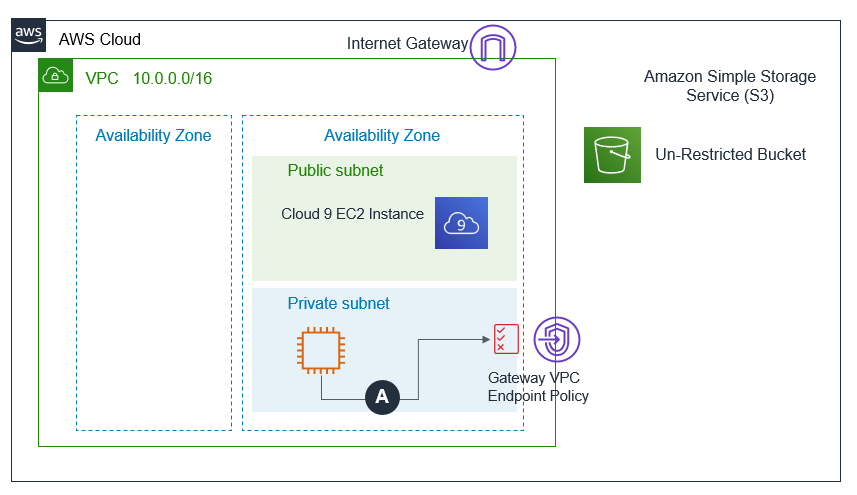 aws
AWS Cloud
Internet Gateway
VPC 10.0.0.0/16
Amazon Simple Storage
Service (S3)
Availability Zone
Availability Zone
Un-Restricted Bucket
Public subnet
Cloud 9 EC2 Instance
9
Private subnet
Gateway VPC
Endpoint Policy
A